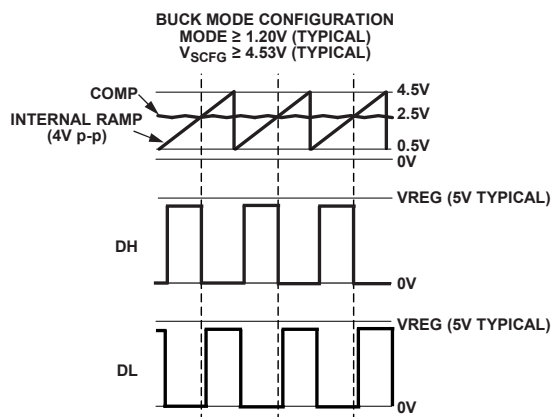 BUCK MODE CONFIGURATION
MODE ≥ 1.20V (TYPICAL)
VSCFG ≥ 4.53V (TYPICAL)
4.5V
COMP
2.5V
INTERNAL RAMP
(4V p-p)
0.5V
0V
VREG (5V TYPICAL)
DH
0V
VREG (5V TYPICAL)
DL
0V